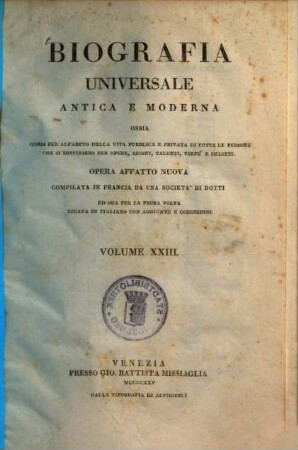 BIOGRAFIA
UNIVERSALE
ANTICA E MODERNA
OSSIA
STORIA PER ALFABETO DELLA VITA PUBBLICA E PRIVATA DI TUTTE LE PERSONE
CHE SI DISTINSERO PER OPERE, AZIONI, TALENTI, VIRTÙ E DELITTI.
OPERA AFFATTO NUOVA
COMPILATA IN FRANCIA DA UNA SOCIETÀ DI DOTTI
ED ORA PER LA PRIMA VOLTA
RECATA IN ITALIANO CON AGGIUNTE E CORREZIONI
VOLUME XXIII.
VENEZIA
PRESSO GIO. BATTISTA MISSIAGLIA
MDCCCXXV
DALLA TIPOGRAFIA DI ALVISOPOLI